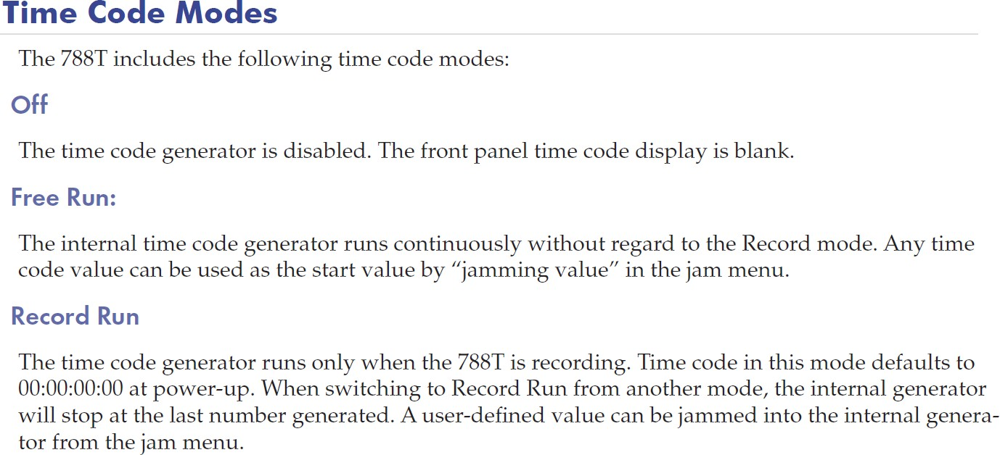 Time Code Modes
The 788T includes the following time code modes:
Off
The time code generator is disabled. The front panel time code display is blank.
Free Run:
The internal time code generator runs continuously without regard to the Record mode. Any time
code value can be used as the start value by “jamming value” in the jam menu.
Record Run
The time code generator runs only when the 788T is recording. Time code in this mode defaults to
00:00:00:00 at power-up. When switching to Record Run from another mode, the internal generator
will stop at the last number generated. A user-defined value can be jammed into the internal genera-
tor from the jam menu.